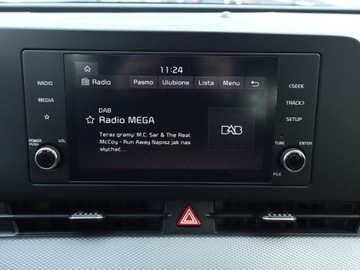 11:24
RADIO
Radio Pasmo Ulubione Lista Menu
<SEEK
MEDIA
TRACK>
DAB
Radio MEGA
SETUP
Teraz gramy: M.C. Sar & The Real
McCoy - Run Away Napisz jak nas
słychać...
DAB
POWER
PUSH
VOL
TUNE
ENTER
FILE